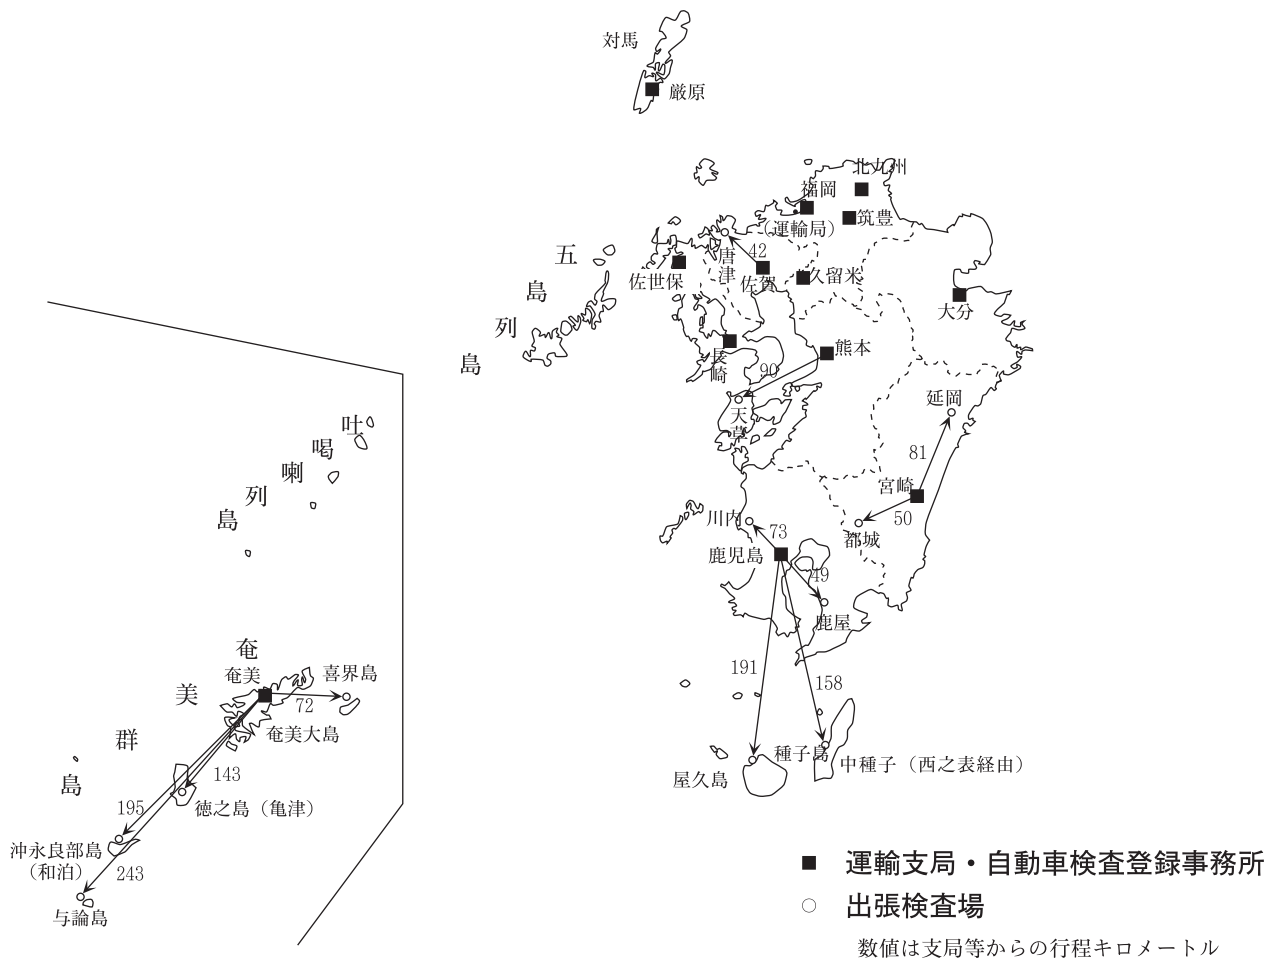 対馬
厳原
北九州
福岡
（運輸局）
筑豊
唐津
42
佐賀
久留米
佐世保
大分
五島列島
長崎
熊本
90
天草
延岡
81
宮崎
50
都城
川内
73
鹿児島
49
鹿屋
191
158
種子島
中種子（西之表経由）
屋久島
吐喝喇列島
奄美群島
奄美
喜界島
72
奄美大島
143
徳之島（亀津）
195
沖永良部島
（和泊）
243
与論島
運輸支局・自動車検査登録事務所
出張検査場
数値は支局等からの行程キロメートル